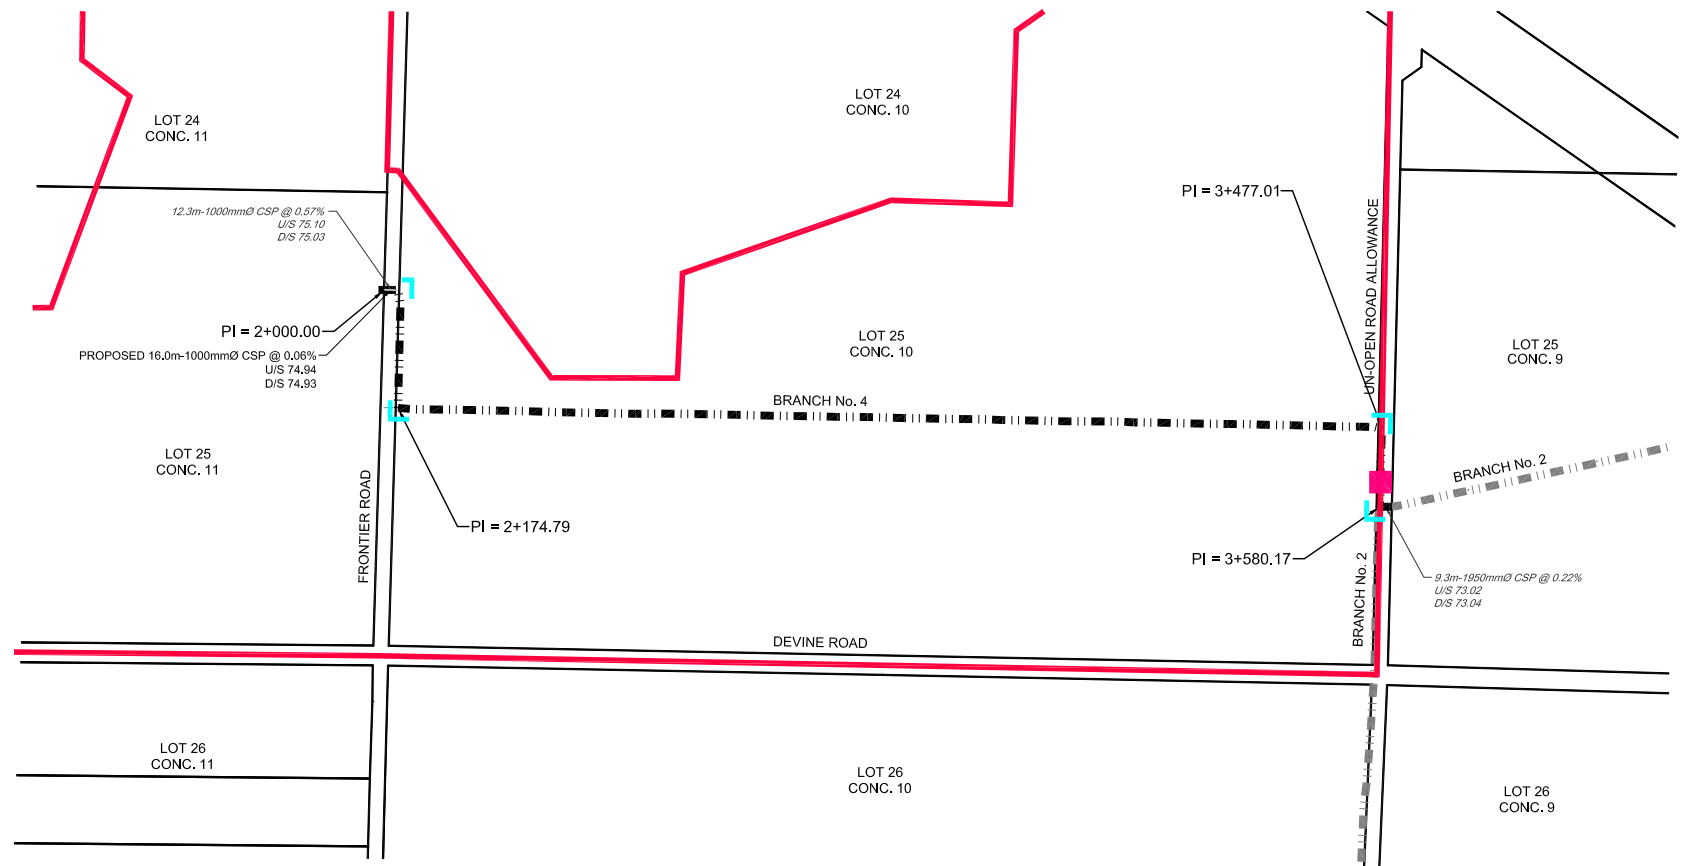 LOT 24
CONC. 11
LOT 24
CONC. 10
PI = 3+477.01
UN-OPEN ROAD ALLOWANCE
12.3m-1000mmØ CSP @ 0.57%
U/S 75.10
D/S 75.03
PI = 2+000.00
PROPOSED 16.0m-1000mmØ CSP @ 0.06%
U/S 74.94
D/S 74.93
LOT 25
CONC. 10
LOT 25
CONC. 9
BRANCH No. 4
LOT 25
CONC. 11
FRONTIER ROAD
PI = 2+174.79
BRANCH No. 2
PI = 3+580.17
BRANCH No. 2
9.3m-1950mmØ CSP @ 0.22%
U/S 73.02
D/S 73.04
DEVINE ROAD
LOT 26
CONC. 11
LOT 26
CONC. 10
LOT 26
CONC. 9